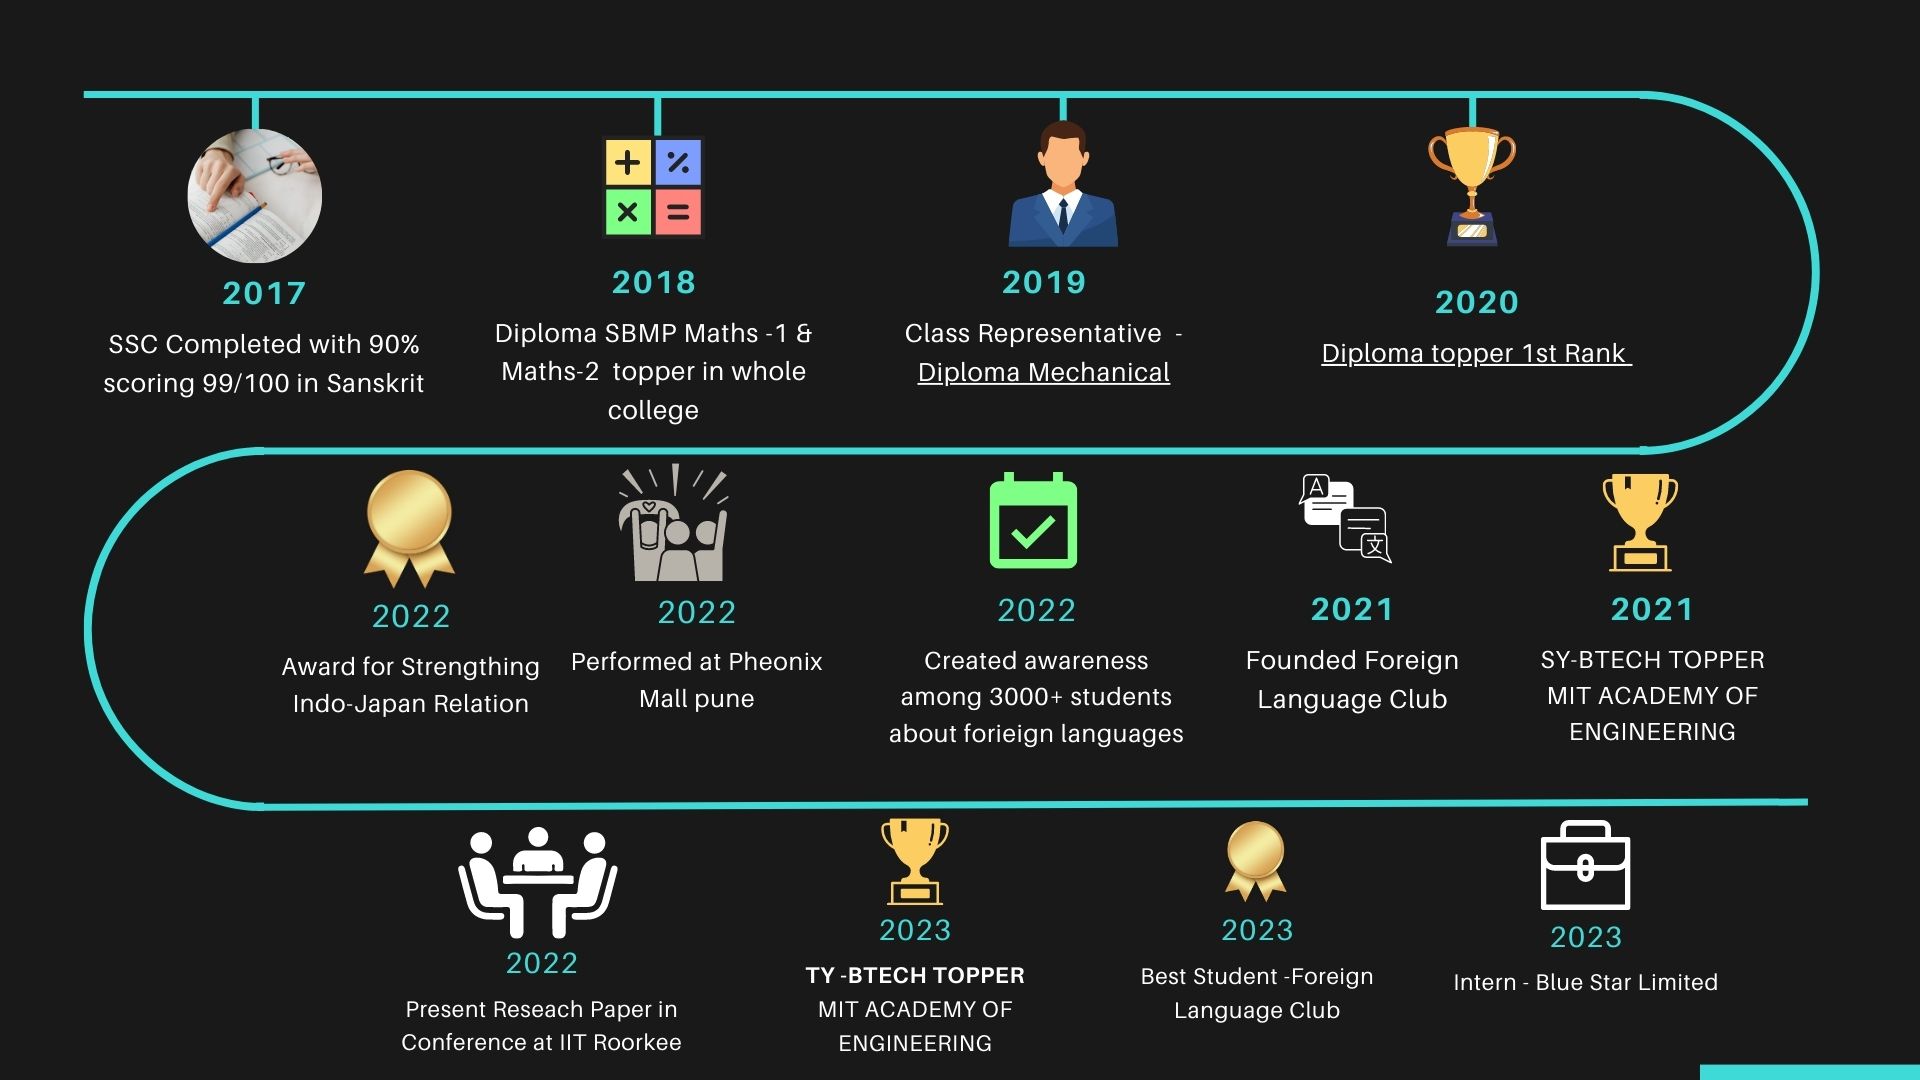 2017
SSC Completed with 90%
scoring 99/100 in Sanskrit
2018
Diploma SBMP Maths -1 &
Maths-2 topper in whole
college
2019
Class Representative -
Diploma Mechanical
2020
Diploma topper 1st Rank
2022
Award for Strengthing
Indo-Japan Relation
2022
Performed at Pheonix
Mall pune
2022
Created awareness
among 3000+ students
about forieign languages
A
文
2021
Founded Foreign
Language Club
2021
SY-BTECH TOPPER
MIT ACADEMY OF
ENGINEERING
2022
Present Reseach Paper in
Conference at IIT Roorkee
2023
TY -BTECH TOPPER
MIT ACADEMY OF
ENGINEERING
2023
Best Student -Foreign
Language Club
2023
Intern - Blue Star Limited